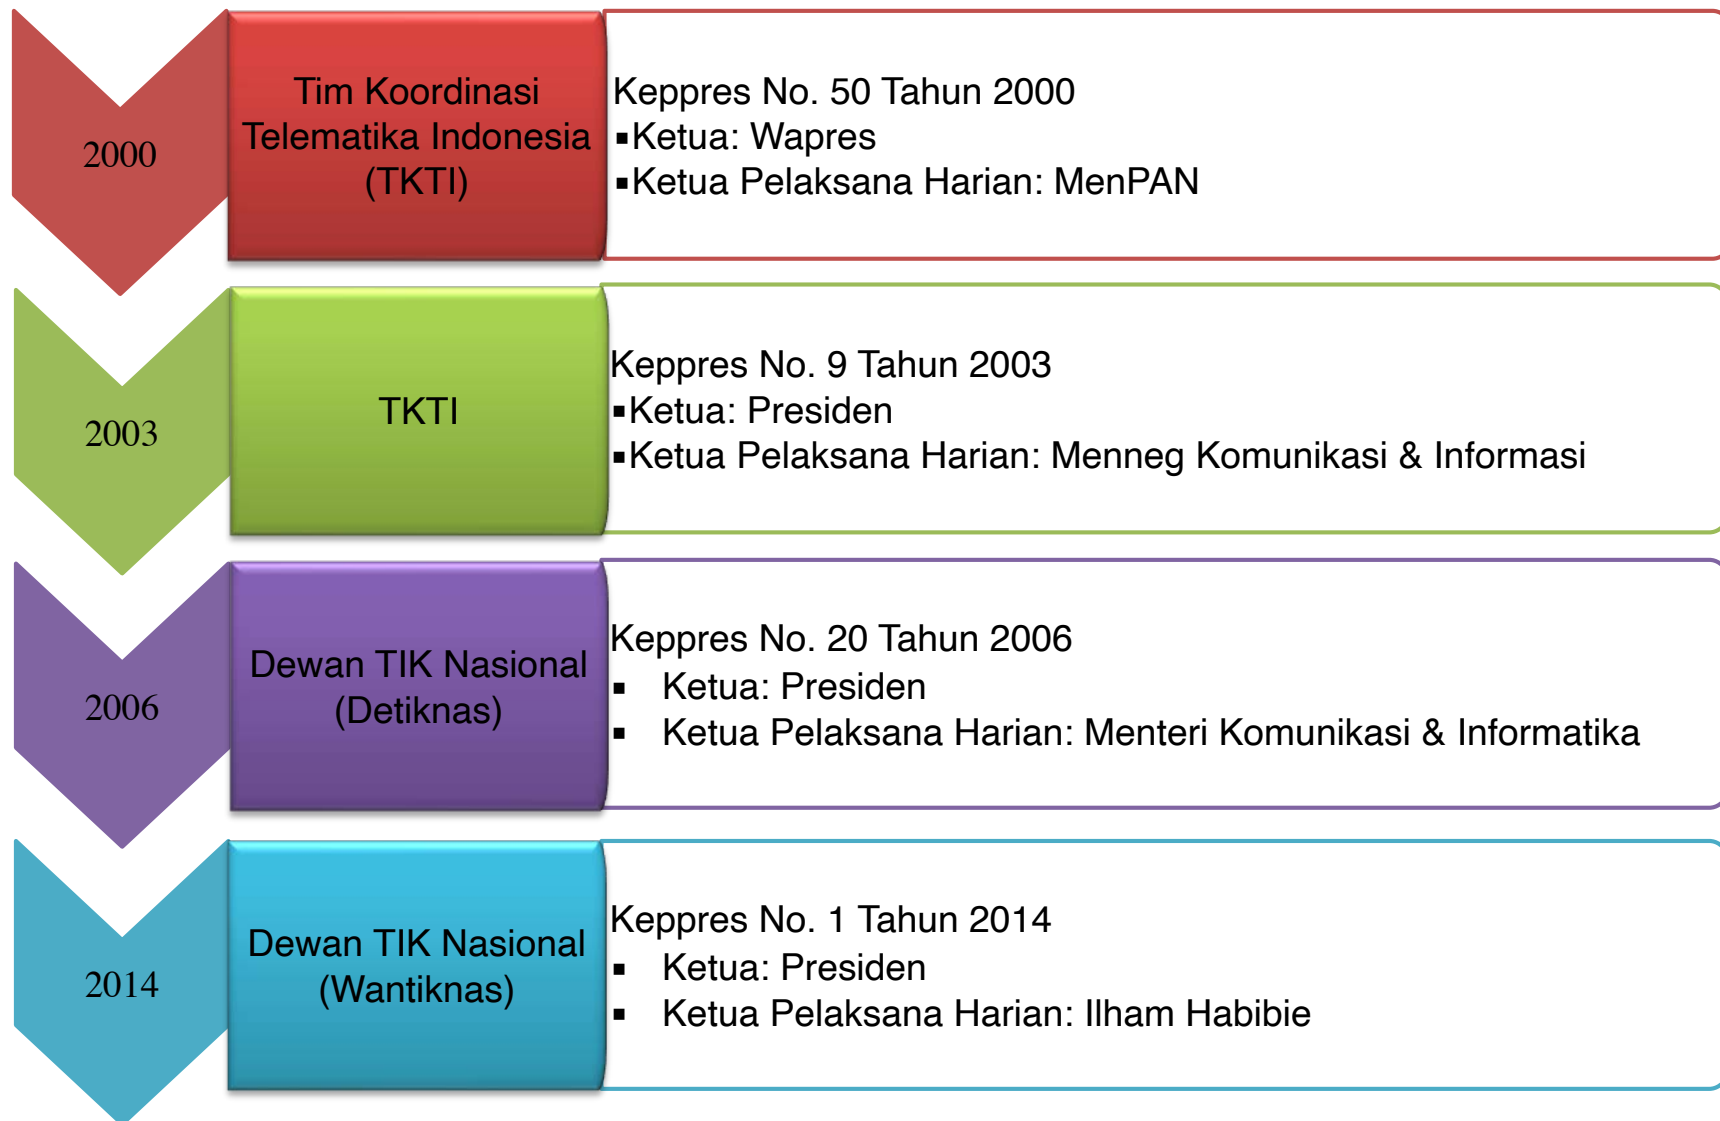 2000
Tim Koordinasi
Telematika Indonesia
(TKTI)
Keppres No. 50 Tahun 2000
▪Ketua: Wapres
▪Ketua Pelaksana Harian: MenPAN
2003
TKTI
Keppres No. 9 Tahun 2003
▪Ketua: Presiden
▪Ketua Pelaksana Harian: Menneg Komunikasi & Informasi
2006
Dewan TIK Nasional
(Detiknas)
Keppres No. 20 Tahun 2006
▪ Ketua: Presiden
▪ Ketua Pelaksana Harian: Menteri Komunikasi & Informatika
2014
Dewan TIK Nasional
(Wantiknas)
Keppres No. 1 Tahun 2014
▪ Ketua: Presiden
▪ Ketua Pelaksana Harian: Ilham Habibie